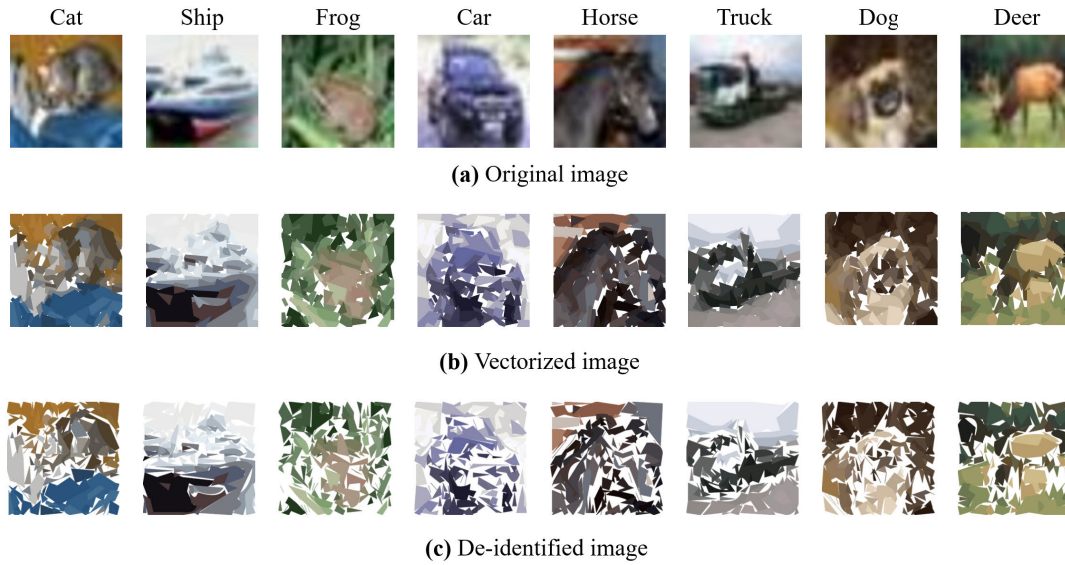 Cat Ship Frog Car Horse Truck Dog Deer
(a) Original image
(b) Vectorized image
(c) De-identified image